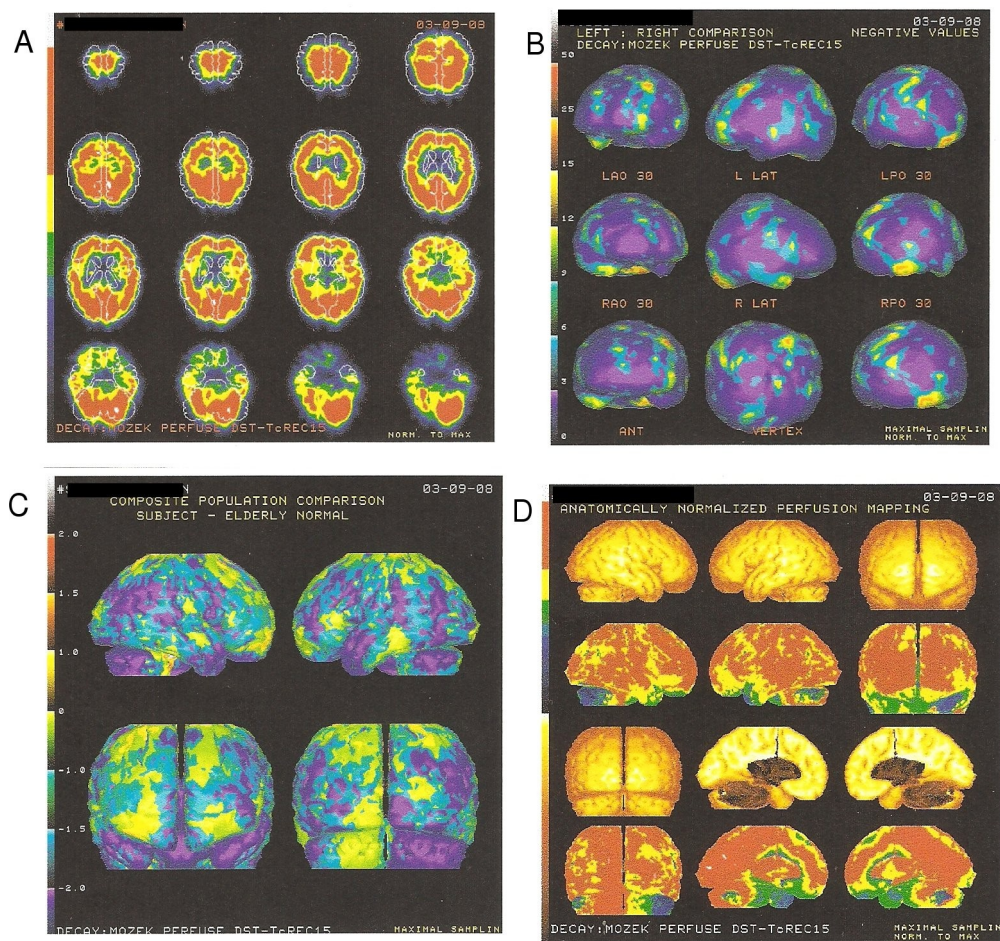 A
#
03-09-08
DECAY:MOZEK PERFUSE DST-TcREC15
NORM. TO MAX
B
03-09-08
LEFT : RIGHT COMPARISON
NEGATIVE VALUES
DECAY:MOZEK PERFUSE DST-TcREC15
50
25
15
12
9
6
3
0
LAO 30
L LAT
LPO 30
RAO 30
R LAT
RPO 30
ANT
VERTEX
MAXIMAL SAMPLIN
NORM. TO MAX
C
03-09-08
COMPOSITE POPULATION COMPARISON
SUBJECT - ELDERLY NORMAL
2.0
1.5
1.0
0
-1.0
-1.5
-2.0
DECAY:MOZEK PERFUSE DST-TcREC15
MAXIMAL SAMPLIN
D
03-09-08
ANATOMICALLY NORMALIZED PERFUSION MAPPING
DECAY:MOZEK PERFUSE DST-TcREC15
MAXIMAL SAMPLIN
NORM. TO MAX